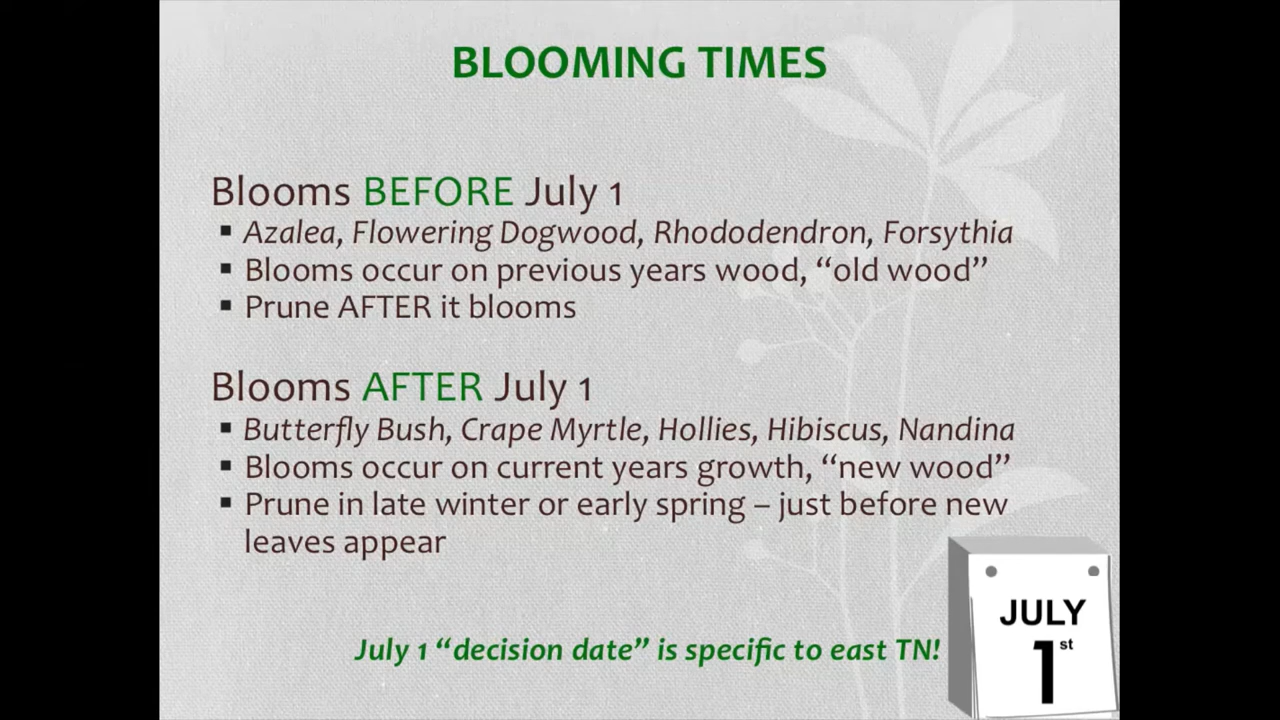 BLOOMING TIMES
Blooms BEFORE July 1
▪ Azalea, Flowering Dogwood, Rhododendron, Forsythia
▪ Blooms occur on previous years wood, “old wood”
▪ Prune AFTER it blooms
Blooms AFTER July 1
▪ Butterfly Bush, Crape Myrtle, Hollies, Hibiscus, Nandina
▪ Blooms occur on current years growth, “new wood”
▪ Prune in late winter or early spring – just before new
leaves appear
July 1 “decision date” is specific to east TN!
JULY
1st